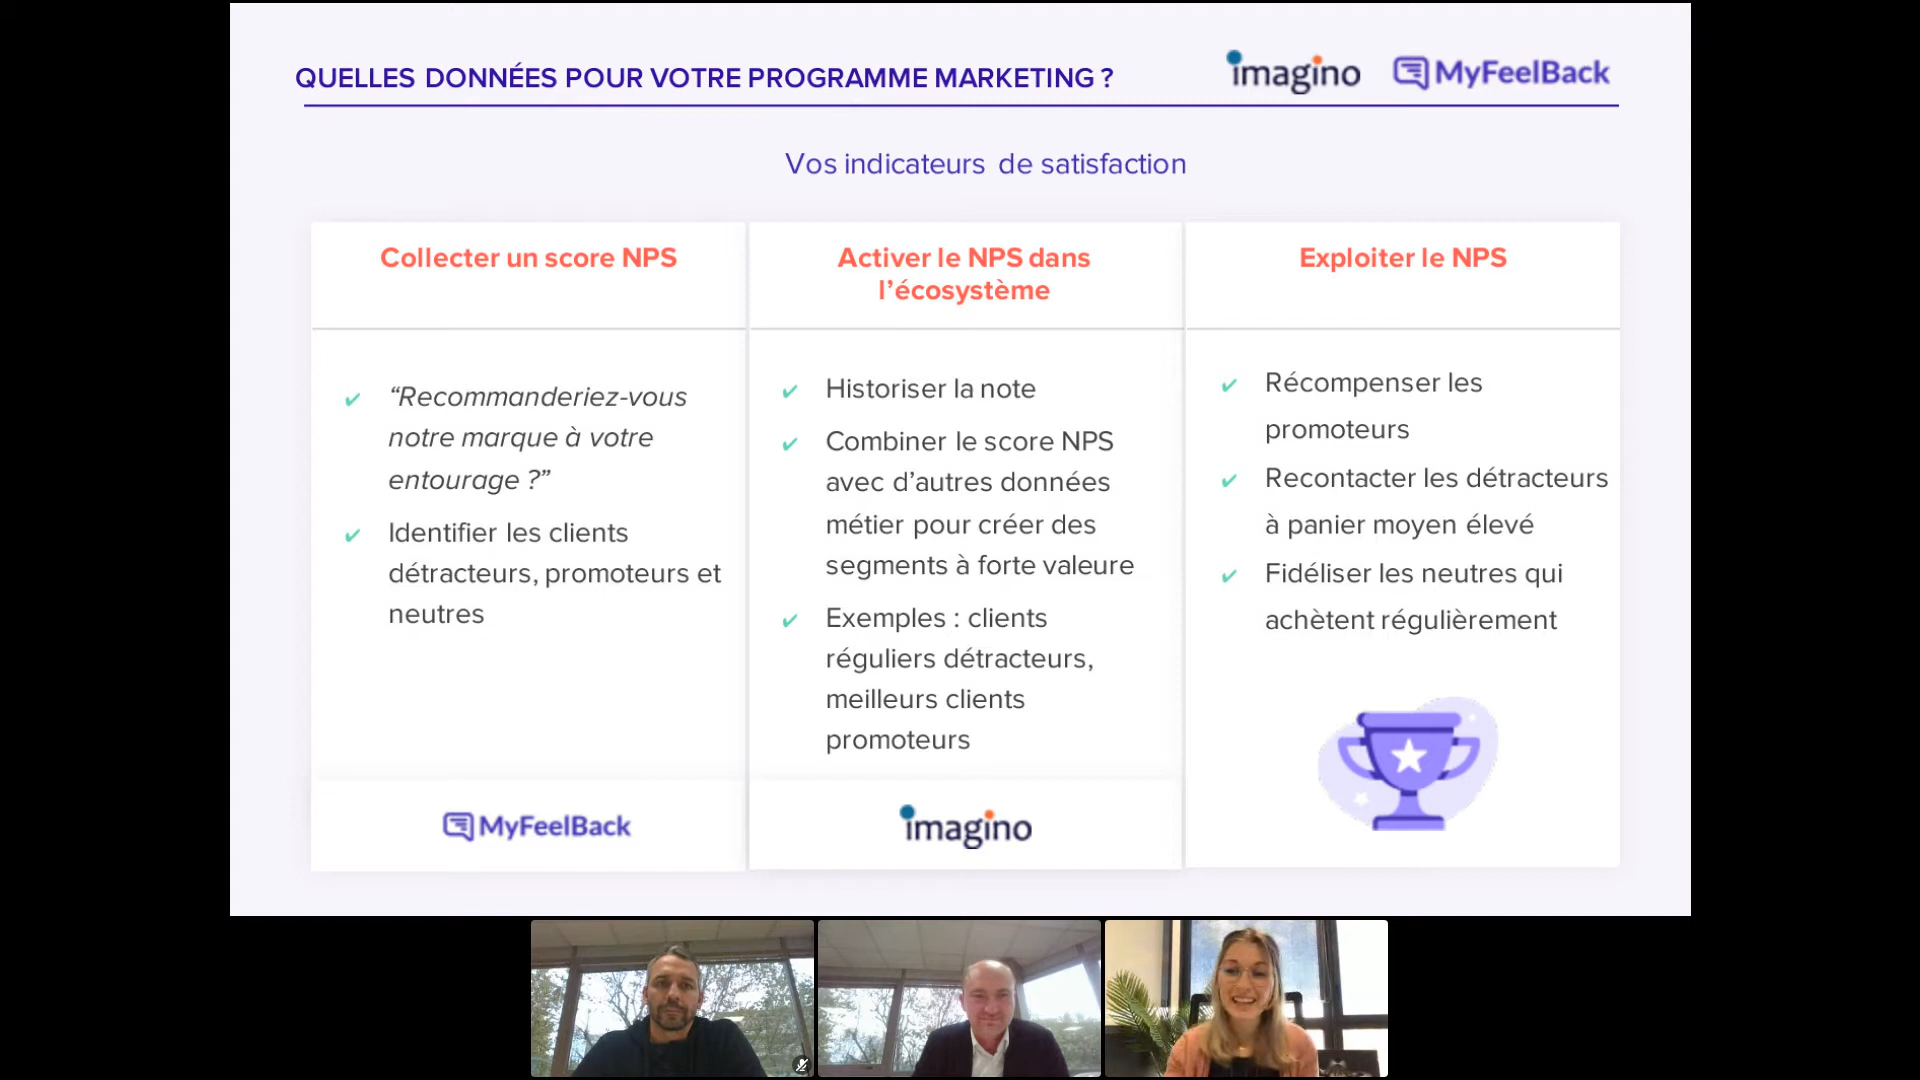 QUELLES DONNÉES POUR VOTRE PROGRAMME MARKETING ?
imagino
MyFeelBack
Vos indicateurs de satisfaction
Collecter un score NPS
“Recommanderiez-vous
notre marque à votre
entourage ?”
Identifier les clients
détracteurs, promoteurs et
neutres
MyFeelBack
Activer le NPS dans
l’écosystème
Historiser la note
Combiner le score NPS
avec d’autres données
métier pour créer des
segments à forte valeure
Exemples : clients
réguliers détracteurs,
meilleurs clients
promoteurs
imagino
Exploiter le NPS
Récompenser les
promoteurs
Recontacter les détracteurs
à panier moyen élevé
Fidéliser les neutres qui
achètent régulièrement